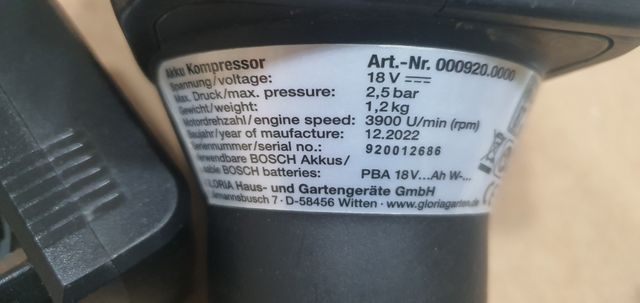 Akku Kompressor Art.-Nr. 000920.0000
Spannung/voltage: 18 V
Max. Druck/max. pressure: 2,5 bar
Gewicht/weight: 1,2 kg
Motordrehzahl/engine speed: 3900 U/min (rpm)
Baujahr/year of maufacture: 12.2022
Seriennummer/serial no.: 920012686
Verwendbare BOSCH Akkus/
BOSCH batteries: PBA 18V...Ah W-...
GLORIA Haus- und Gartengeräte GmbH
7 · D-58456 Witten · www.gloriagarten.de